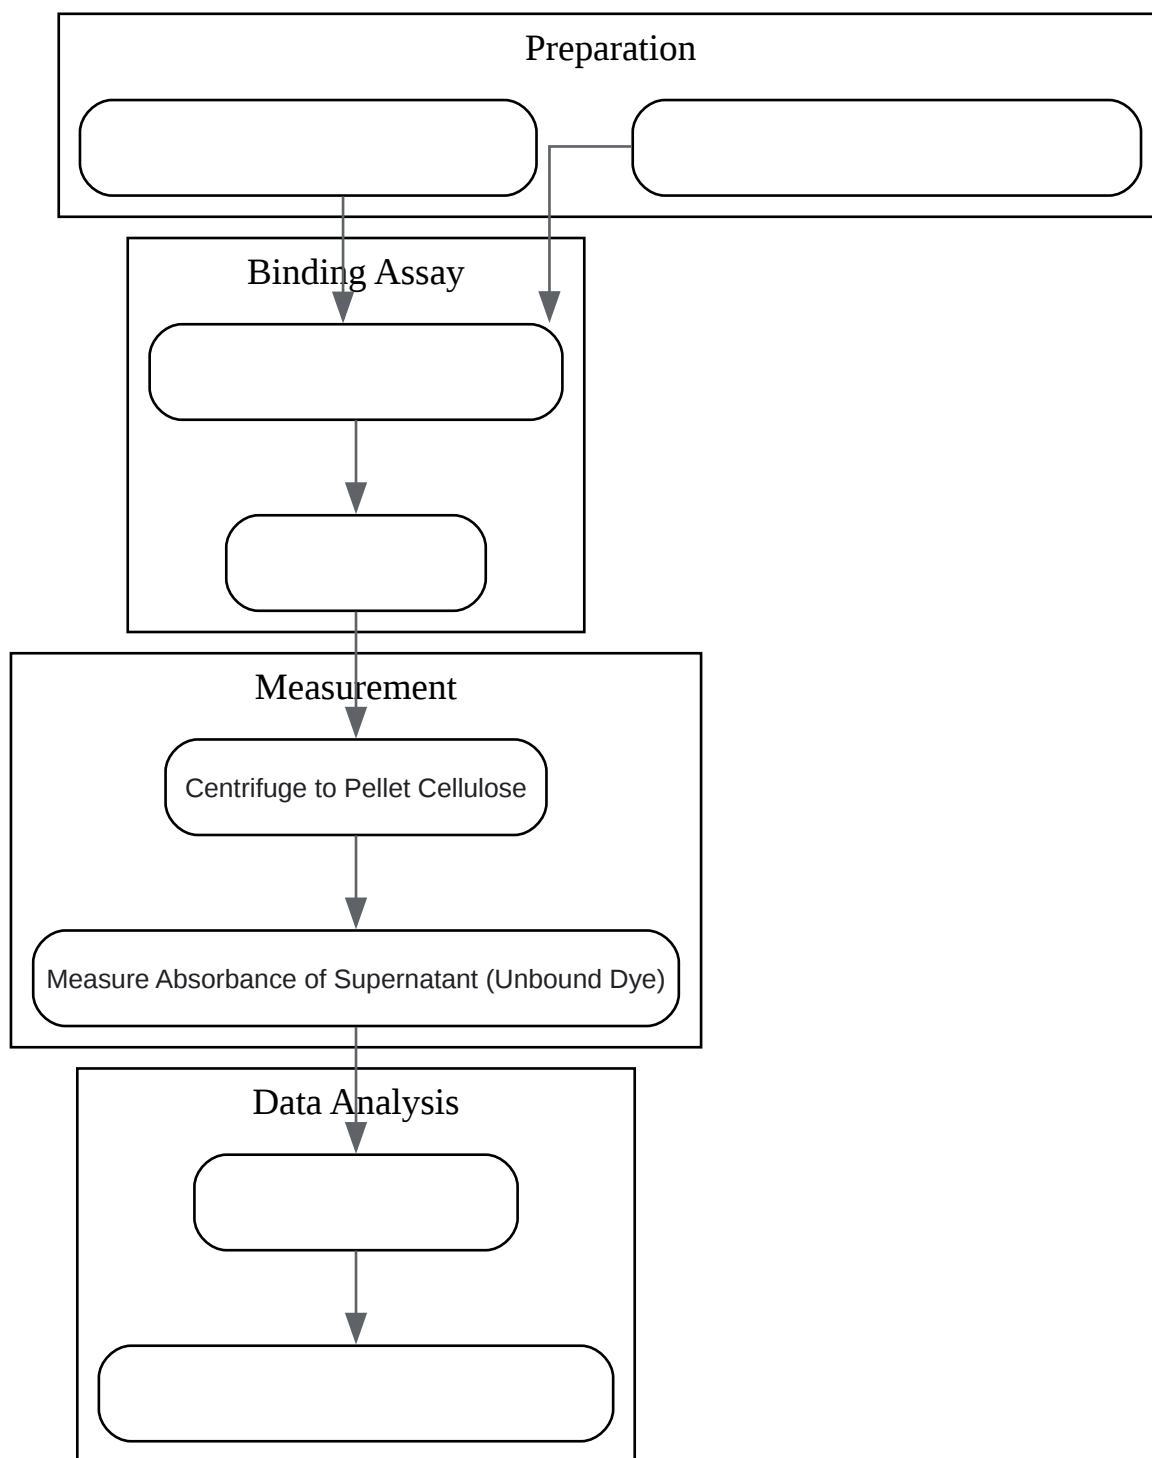 Preparation
Binding Assay
Measurement
Centrifuge to Pellet Cellulose
Measure Absorbance of Supernatant (Unbound Dye)
Data Analysis